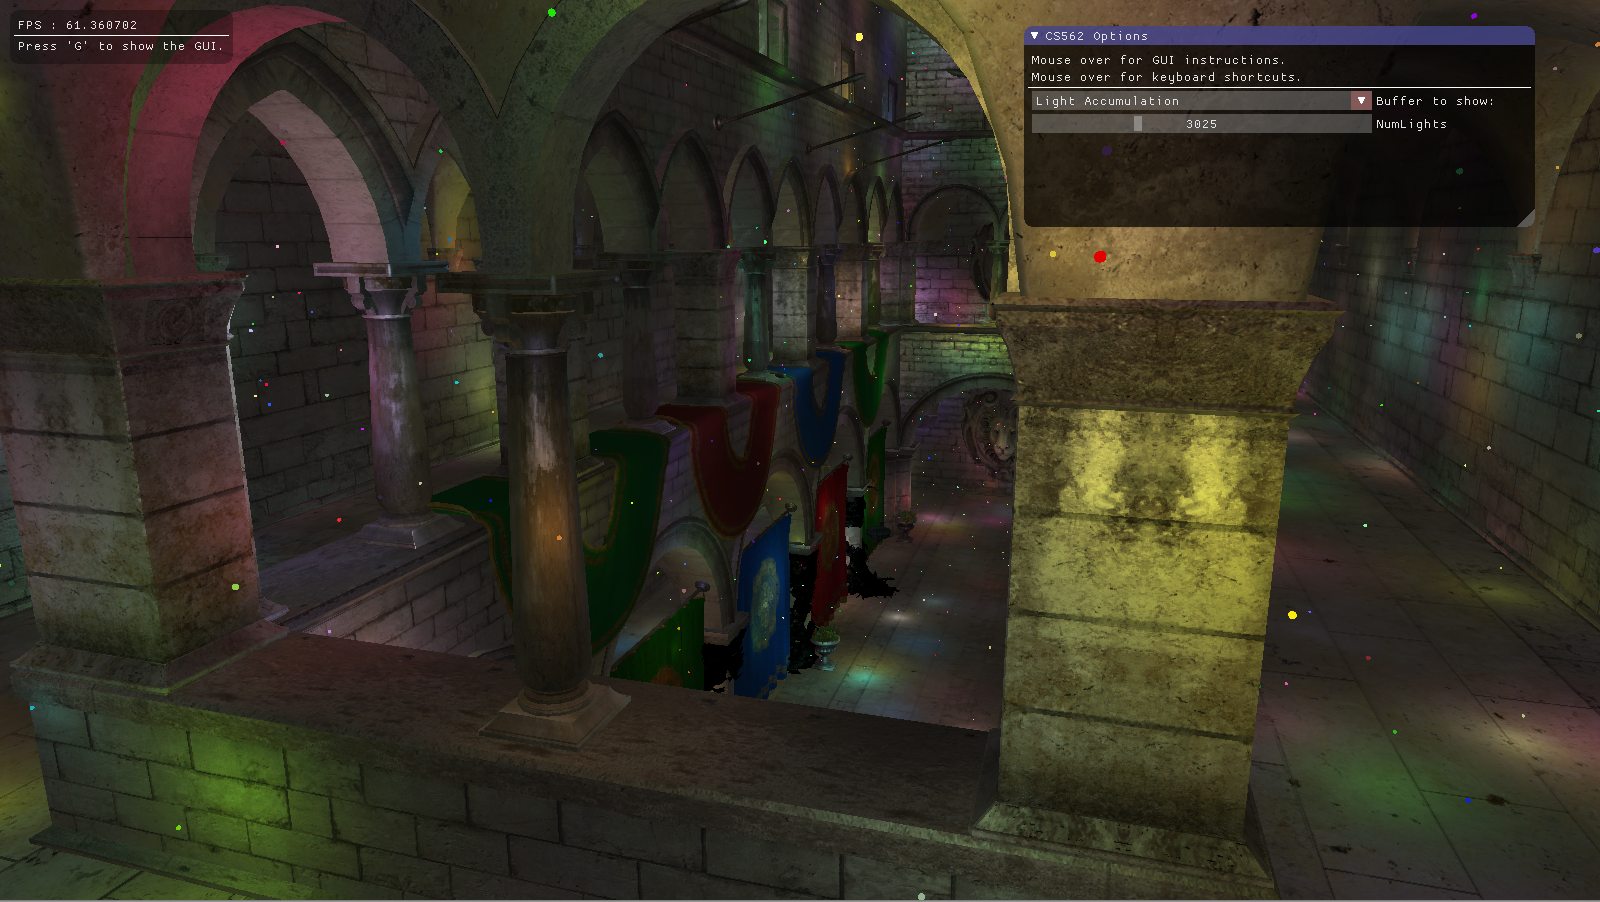 FPS : 61.360702
Press 'G' to show the GUI.
CS562 Options
Mouse over for GUI instructions.
Mouse over for keyboard shortcuts.
Light Accumulation Buffer to show:
3025 NumLights